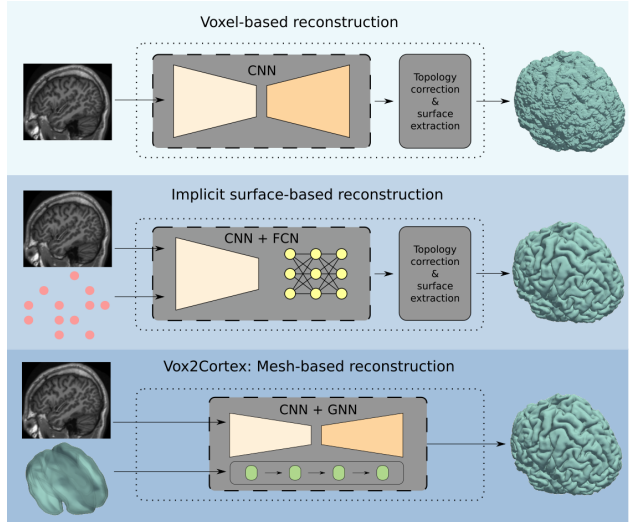 Voxel-based reconstruction
CNN
Topology
correction
&
surface
extraction
Implicit surface-based reconstruction
CNN + FCN
Topology
correction
&
surface
extraction
Vox2Cortex: Mesh-based reconstruction
CNN + GNN